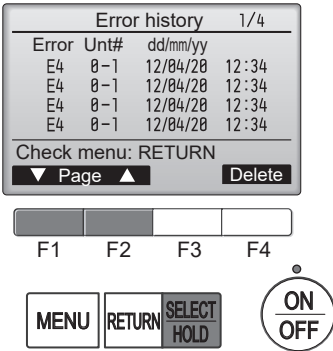 Error history 1/4
Error Unt# dd/mm/yy
E4 0-1 12/04/20 12:34
E4 0-1 12/04/20 12:34
E4 0-1 12/04/20 12:34
E4 0-1 12/04/20 12:34
Check menu: RETURN
▼ Page ▲ Delete
F1 F2 F3 F4
MENU RETURN SELECT HOLD ON OFF